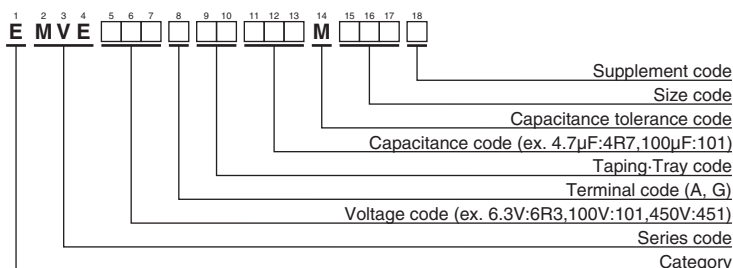 1 2 3 4 5 6 7 8 9 10 11 12 13 14 15 16 17 18
E M V E □ □ □ □ □ □ □ □ □ M □ □ □ □
Supplement code
Size code
Capacitance tolerance code
Capacitance code (ex. 4.7µF:4R7,100µF:101)
Taping·Tray code
Terminal code (A, G)
Voltage code (ex. 6.3V:6R3,100V:101,450V:451)
Series code
Category